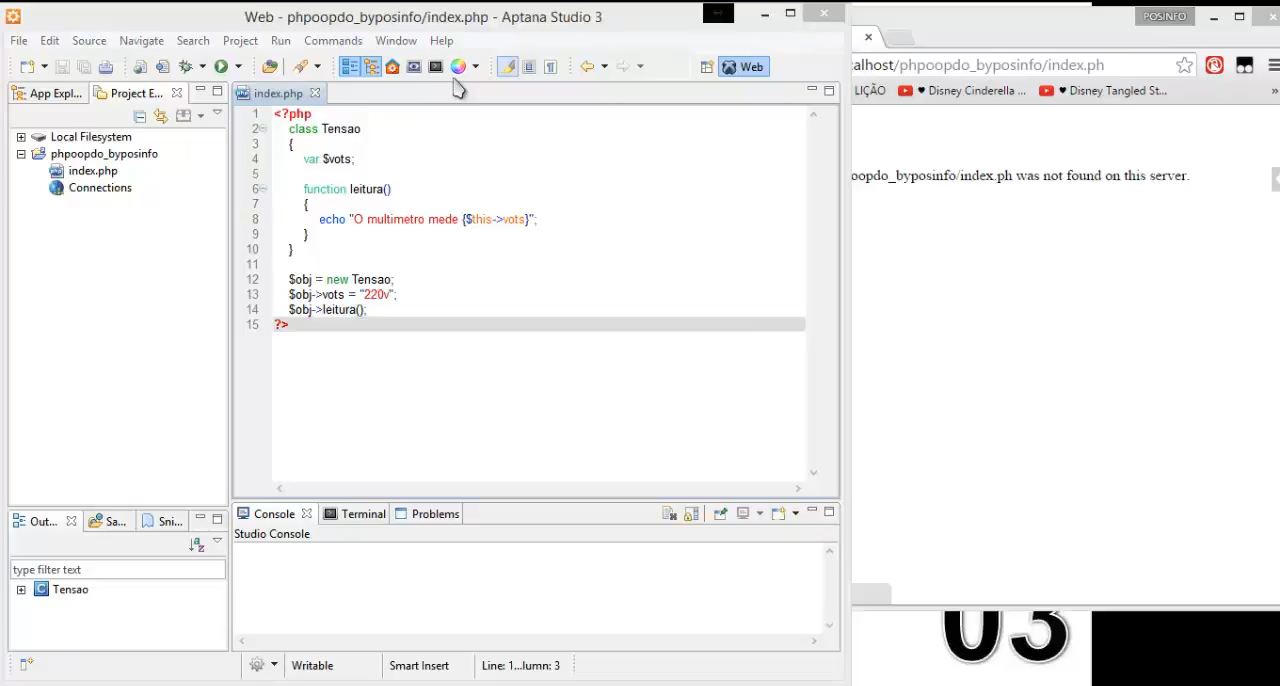 Web - phpoopdo_byposinfo/index.php - Aptana Studio 3
POSINFO
File Edit Source Navigate Search Project Run Commands Window Help
Web
alhost/phpoopdo_byposinfo/index.ph
App Expl... Project E... index.php
LIÇÃO ♥ Disney Cinderella ... ♥ Disney Tangled St...
Local Filesystem
phpoopdo_byposinfo
index.php
Connections
1 <?php
2 class Tensao
3 {
4 var $vots;
5
6 function leitura()
7 {
8 echo "O multimetro mede {$this->vots}";
9 }
10 }
11
12 $obj = new Tensao;
13 $obj->vots = "220v";
14 $obj->leitura();
15 ?>
opdo_byposinfo/index.ph was not found on this server.
Out... Sa... Sni...
type filter text
Tensao
Console Terminal Problems
Studio Console
Writable Smart Insert Line: 1...lumn: 3
03